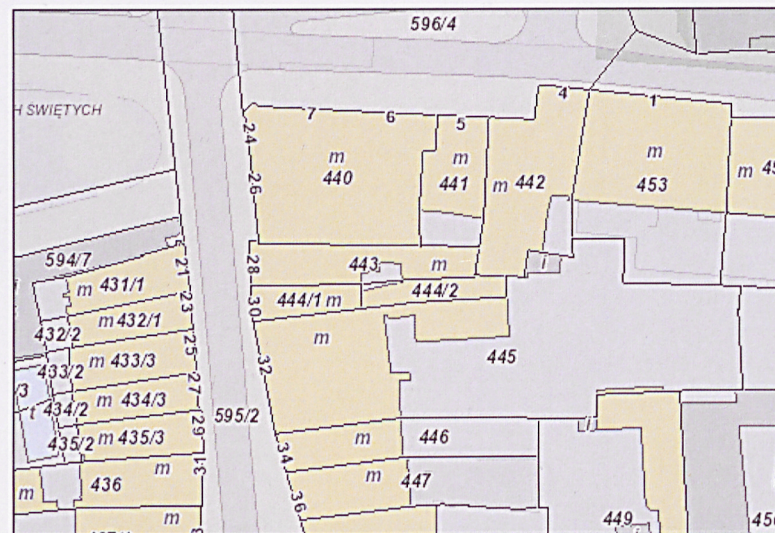 596/4
4
1
7
6
5
H ŚWIĘTYCH
24
m
440
m
441
m 442
m
453
m
26
594/7
21
28
443
m
i
m 431/1
23
30
444/1 m
444/2
432/2
m 432/1
25
m
445
433/2
m 433/3
32
/3
27
t
434/2
m 434/3
595/2
29
435/2
m 435/3
34
m
446
i
31
m
436
m
447
36
m
m
449
i